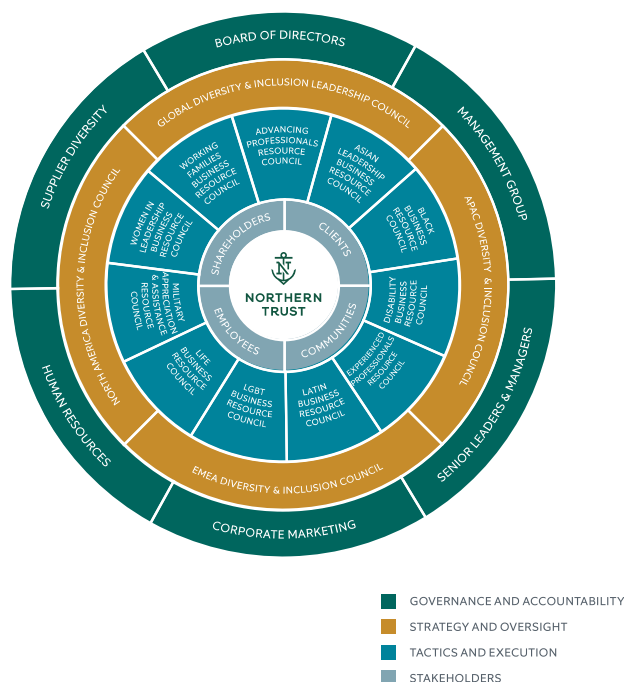 BOARD OF DIRECTORS
MANAGEMENT GROUP
SENIOR LEADERS & MANAGERS
CORPORATE MARKETING
HUMAN RESOURCES
SUPPLIER DIVERSITY
GLOBAL DIVERSITY & INCLUSION LEADERSHIP COUNCIL
APAC DIVERSITY & INCLUSION COUNCIL
EMEA DIVERSITY & INCLUSION COUNCIL
NORTH AMERICA DIVERSITY & INCLUSION COUNCIL
ADVANCING
PROFESSIONALS
RESOURCE
COUNCIL
ASIAN
LEADERSHIP
BUSINESS
RESOURCE
COUNCIL
BLACK
BUSINESS
RESOURCE
COUNCIL
DISABILITY
BUSINESS
RESOURCE
COUNCIL
EXPERIENCED
PROFESSIONALS
RESOURCE
COUNCIL
LATIN
BUSINESS
RESOURCE
COUNCIL
LGBT
BUSINESS
RESOURCE
COUNCIL
LIFE
BUSINESS
RESOURCE
COUNCIL
MILITARY
APPRECIATION
& ASSISTANCE
RESOURCE
COUNCIL
WOMEN IN
LEADERSHIP
BUSINESS
RESOURCE
COUNCIL
WORKING
FAMILIES
BUSINESS
RESOURCE
COUNCIL
SHAREHOLDERS
CLIENTS
COMMUNITIES
EMPLOYEES
NORTHERN
TRUST
GOVERNANCE AND ACCOUNTABILITY
STRATEGY AND OVERSIGHT
TACTICS AND EXECUTION
STAKEHOLDERS